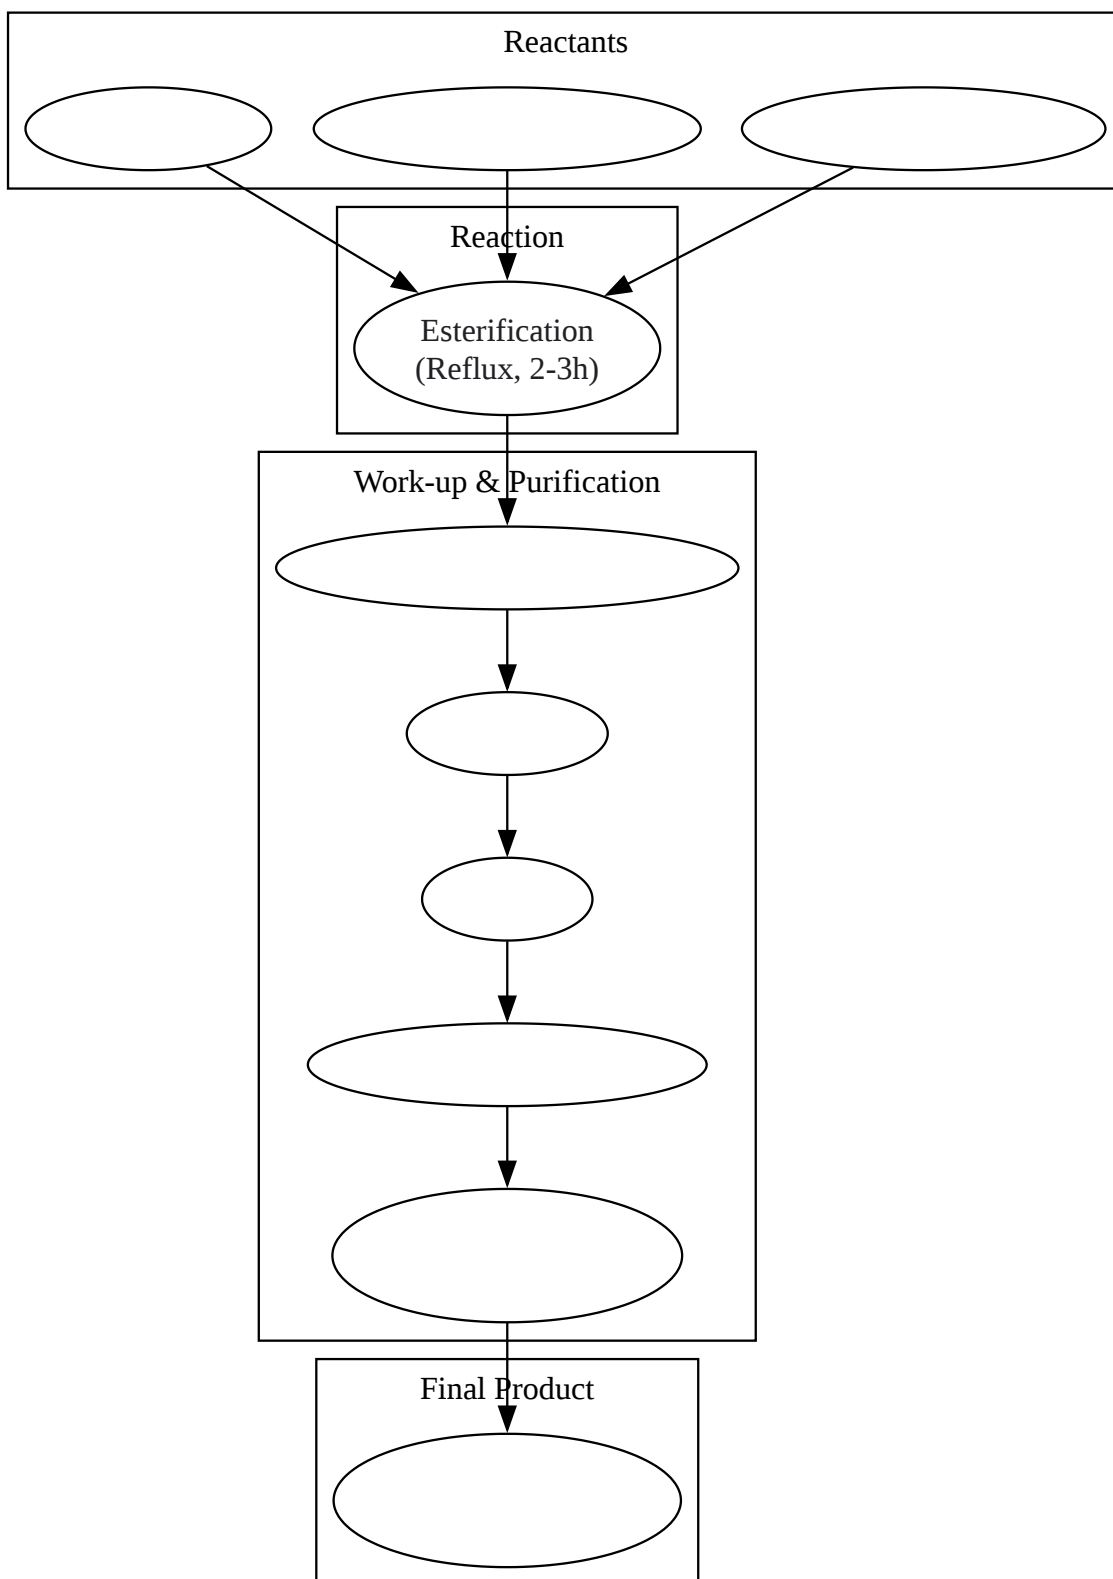 Reactants
Reaction
Esterification
(Reflux, 2-3h)
Work-up & Purification
Final Product